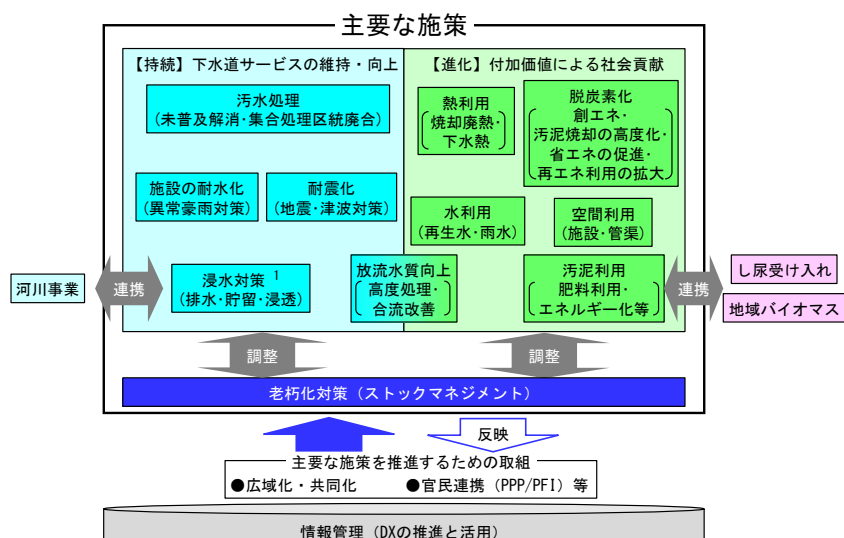 主要な施策
【持続】下水道サービスの維持・向上
【進化】付加価値による社会貢献
汚水処理
(未普及解消・集合処理区統廃合)
熱利用
焼却廃熱・
下水熱
脱炭素化
創エネ・
汚泥焼却の高度化・
省エネの促進・
再エネ利用の拡大
施設の耐水化
(異常豪雨対策)
耐震化
(地震・津波対策)
水利用
(再生水・雨水)
空間利用
(施設・管渠)
河川事業
連携
浸水対策 1
(排水・貯留・浸透)
放流水質向上
高度処理・
合流改善
汚泥利用
肥料利用・
エネルギー化等
連携
し尿受け入れ
地域バイオマス
調整
調整
老朽化対策(ストックマネジメント)
反映
主要な施策を推進するための取組
●広域化・共同化
●官民連携(PPP/PFI)等
情報管理(DXの推進と活用)